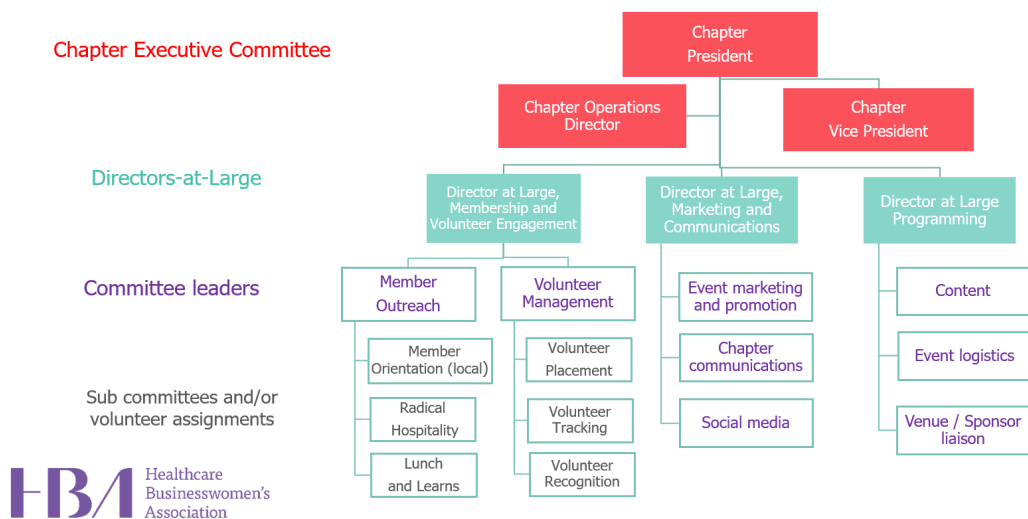 Chapter Executive Committee
Chapter
President
Chapter Operations
Director
Chapter
Vice President
Directors-at-Large
Director at Large,
Membership and
Volunteer Engagement
Director at Large,
Marketing and
Communications
Director at Large
Programming
Committee leaders
Member
Outreach
Volunteer
Management
Event marketing
and promotion
Content
Sub committees and/or
volunteer assignments
Member
Orientation (local)
Volunteer
Placement
Chapter
communications
Event logistics
Radical
Hospitality
Volunteer
Tracking
Social media
Venue / Sponsor
liaison
Lunch
and Learns
Volunteer
Recognition
HBA
Healthcare
Businesswomen's
Association